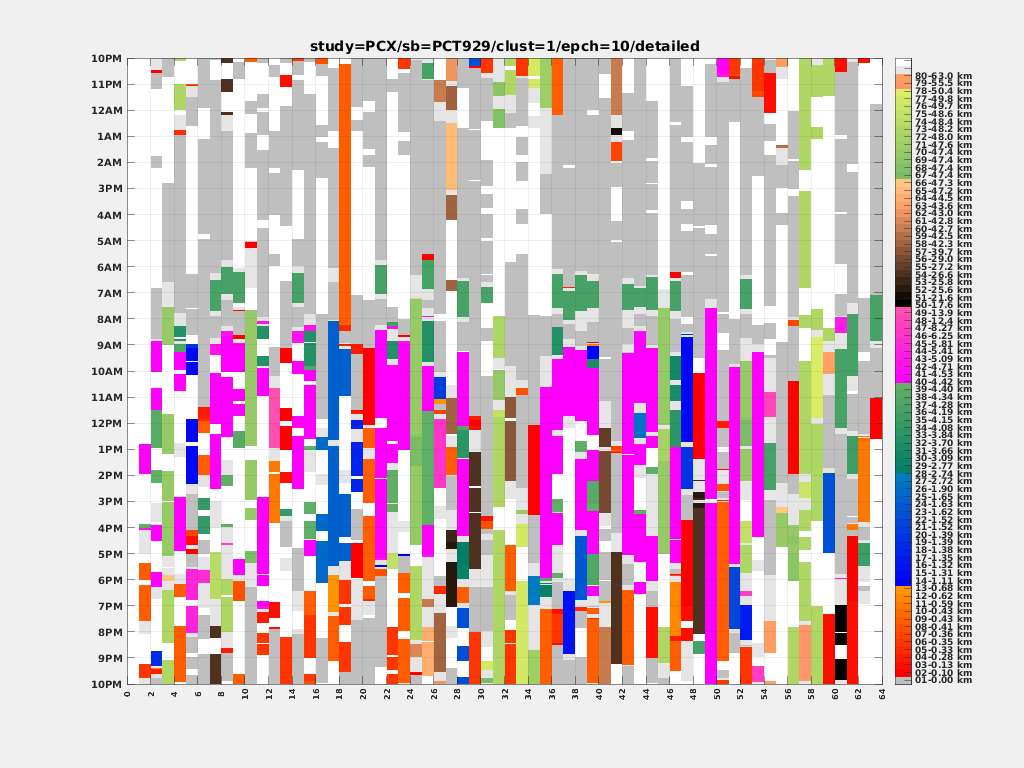 study=PCX/sb=PCT929/clust=1/epch=10/detailed
10PM
11PM
12AM
1AM
2AM
3PM
4AM
5AM
6AM
7AM
8AM
9AM
10AM
11AM
12PM
1PM
2PM
3PM
4PM
5PM
6PM
7PM
8PM
9PM
10PM
0 2 4 6 8 10 12 14 16 18 20 22 24 26 28 30 32 34 36 38 40 42 44 46 48 50 52 54 56 58 60 62 64
80-63.0 km
79-55.5 km
78-50.4 km
77-49.8 km
76-49.7 km
75-48.6 km
74-48.4 km
73-48.2 km
72-48.0 km
71-47.6 km
70-47.4 km
69-47.4 km
68-47.4 km
67-47.4 km
66-47.3 km
65-47.2 km
64-44.5 km
63-43.6 km
62-43.0 km
61-42.8 km
60-42.7 km
59-42.5 km
58-42.3 km
57-39.7 km
56-29.0 km
55-27.2 km
54-26.6 km
53-25.8 km
52-25.6 km
51-21.6 km
50-17.6 km
49-13.9 km
48-12.4 km
47-8.27 km
46-6.25 km
45-5.81 km
44-5.41 km
43-5.09 km
42-4.71 km
41-4.53 km
40-4.42 km
39-4.40 km
38-4.34 km
37-4.28 km
36-4.19 km
35-4.15 km
34-4.08 km
33-3.84 km
32-3.70 km
31-3.66 km
30-3.09 km
29-2.77 km
28-2.74 km
27-2.72 km
26-1.90 km
25-1.65 km
24-1.63 km
23-1.62 km
22-1.52 km
21-1.52 km
20-1.39 km
19-1.39 km
18-1.38 km
17-1.35 km
16-1.32 km
15-1.31 km
14-1.11 km
13-0.68 km
12-0.62 km
11-0.59 km
10-0.43 km
09-0.43 km
08-0.41 km
07-0.36 km
06-0.35 km
05-0.33 km
04-0.28 km
03-0.13 km
02-0.10 km
01-0.00 km